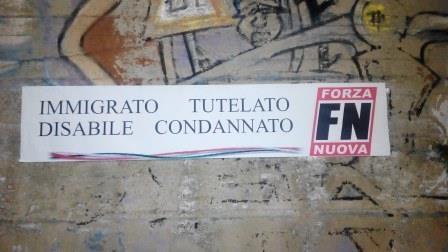 IMMIGRATO TUTELATO
DISABILE CONDANNATO
FORZA
FN
NUOVA